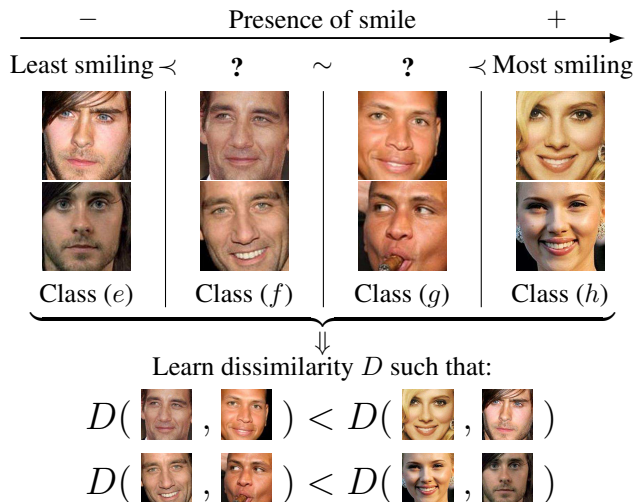 − Presence of smile +
Least smiling ≺ ? ∼ ? ≺ Most smiling
Class (e) Class (f) Class (g) Class (h)
⇓
Learn dissimilarity D such that:
D( , ) < D( , )
D( , ) < D( , )